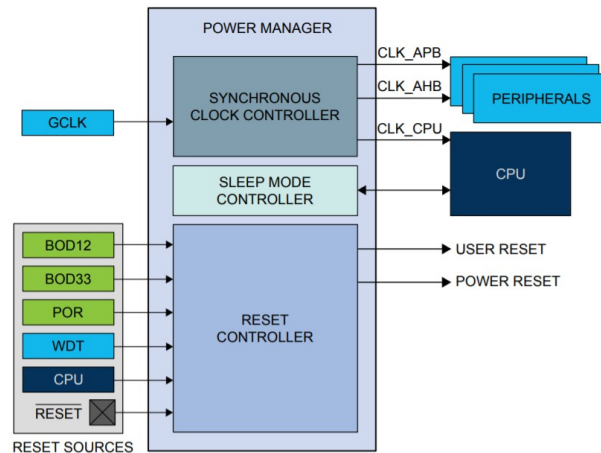 POWER MANAGER
CLK_APB
SYNCHRONOUS
CLOCK CONTROLLER
CLK_AHB
PERIPHERALS
GCLK
CLK_CPU
CPU
SLEEP MODE
CONTROLLER
BOD12
USER RESET
BOD33
POWER RESET
POR
RESET
CONTROLLER
WDT
CPU
RESET
RESET SOURCES